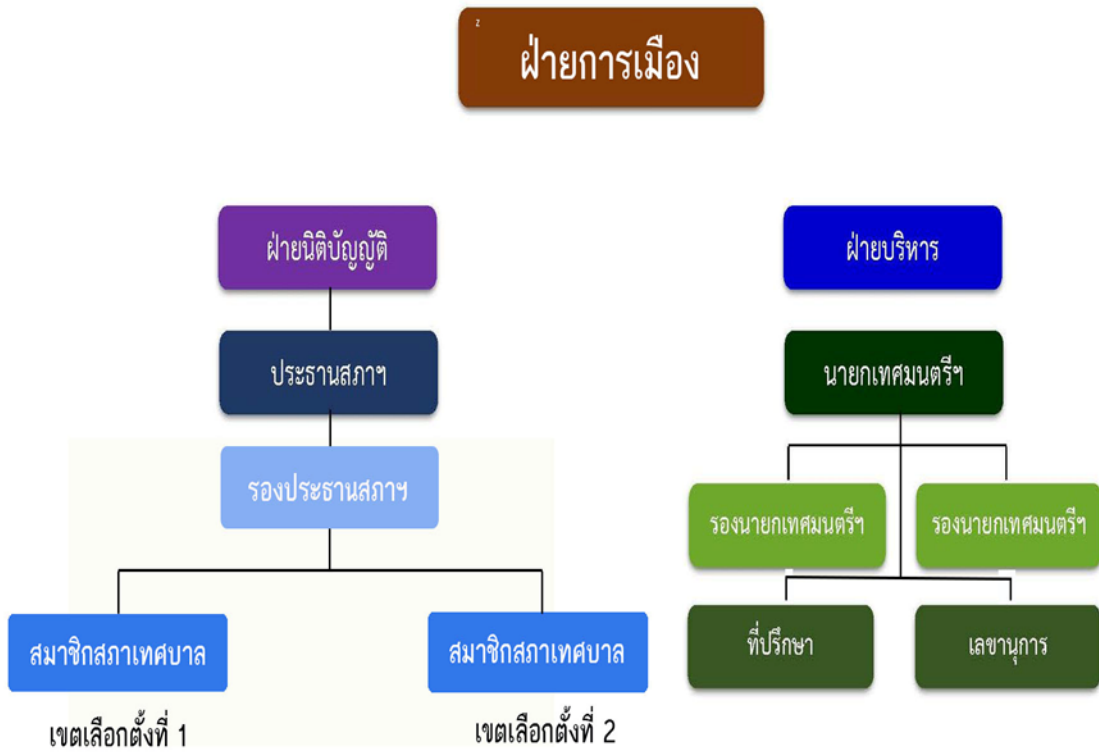 z
ฝ่ายการเมือง
ฝ่ายนิติบัญญัติ
ฝ่ายบริหาร
ประธานสภาฯ
นายกเทศมนตรีฯ
รองประธานสภาฯ
รองนายกเทศมนตรีฯ
รองนายกเทศมนตรีฯ
สมาชิกสภาเทศบาล
สมาชิกสภาเทศบาล
ที่ปรึกษา
เลขานุการ
เขตเลือกตั้งที่ 1
เขตเลือกตั้งที่ 2